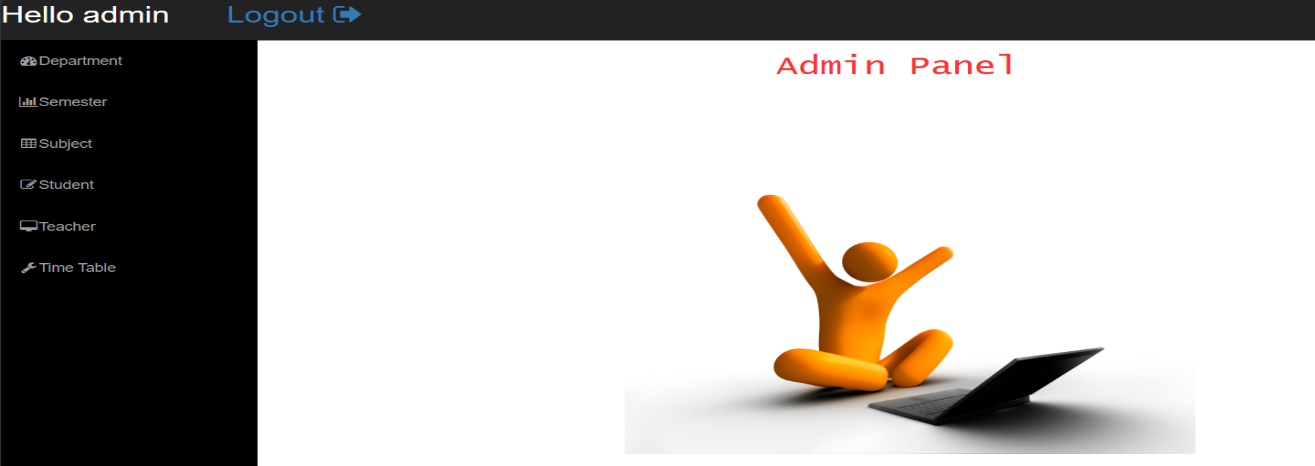 Hello admin Logout
Admin Panel
Department
Semester
Subject
Student
Teacher
Time Table